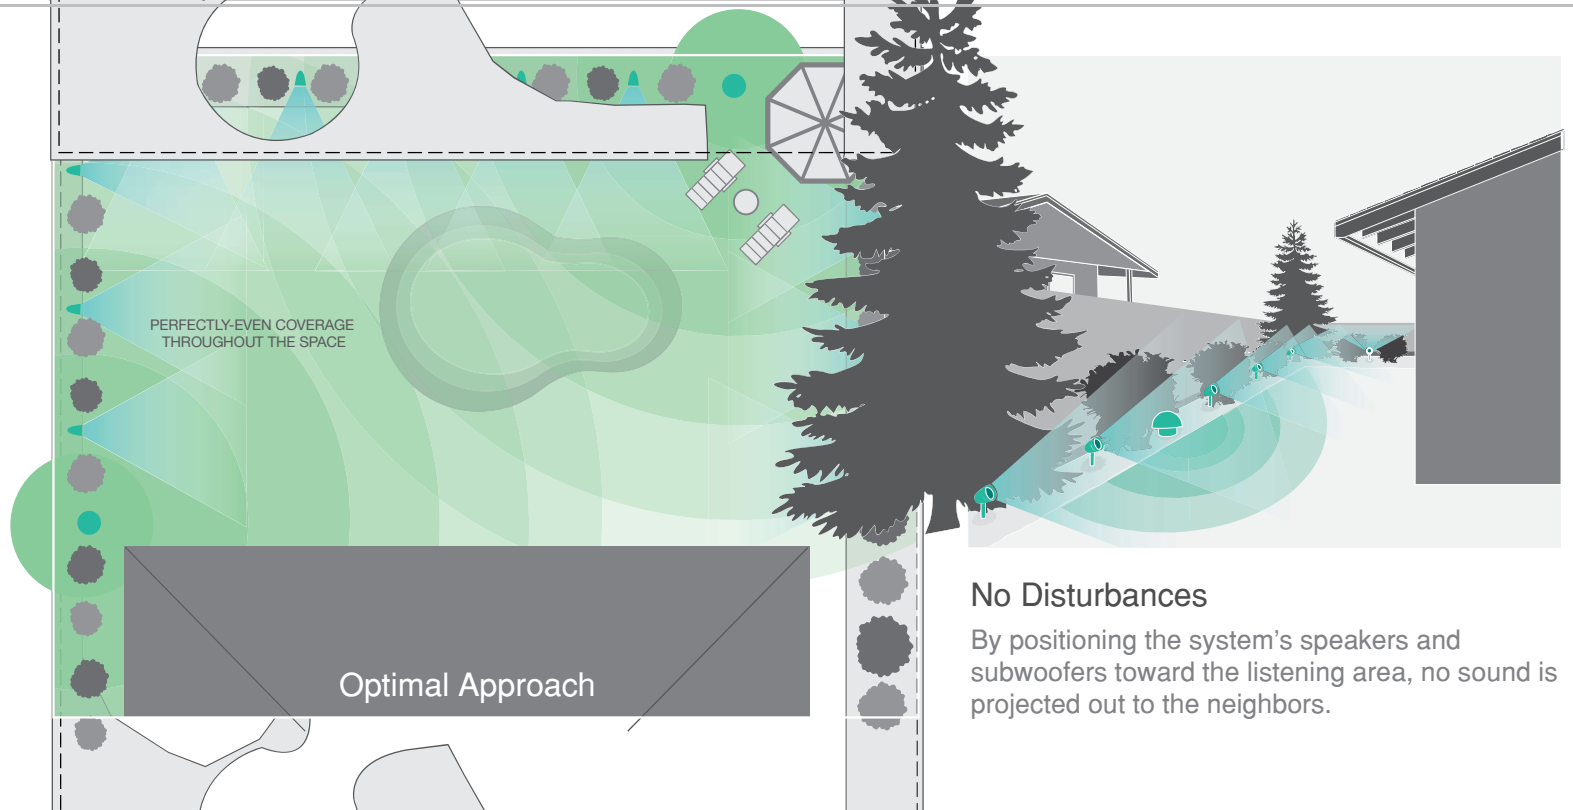 PERFECTLY-EVEN COVERAGE
THROUGHOUT THE SPACE
Optimal Approach
No Disturbances
By positioning the system’s speakers and
subwoofers toward the listening area, no sound is
projected out to the neighbors.